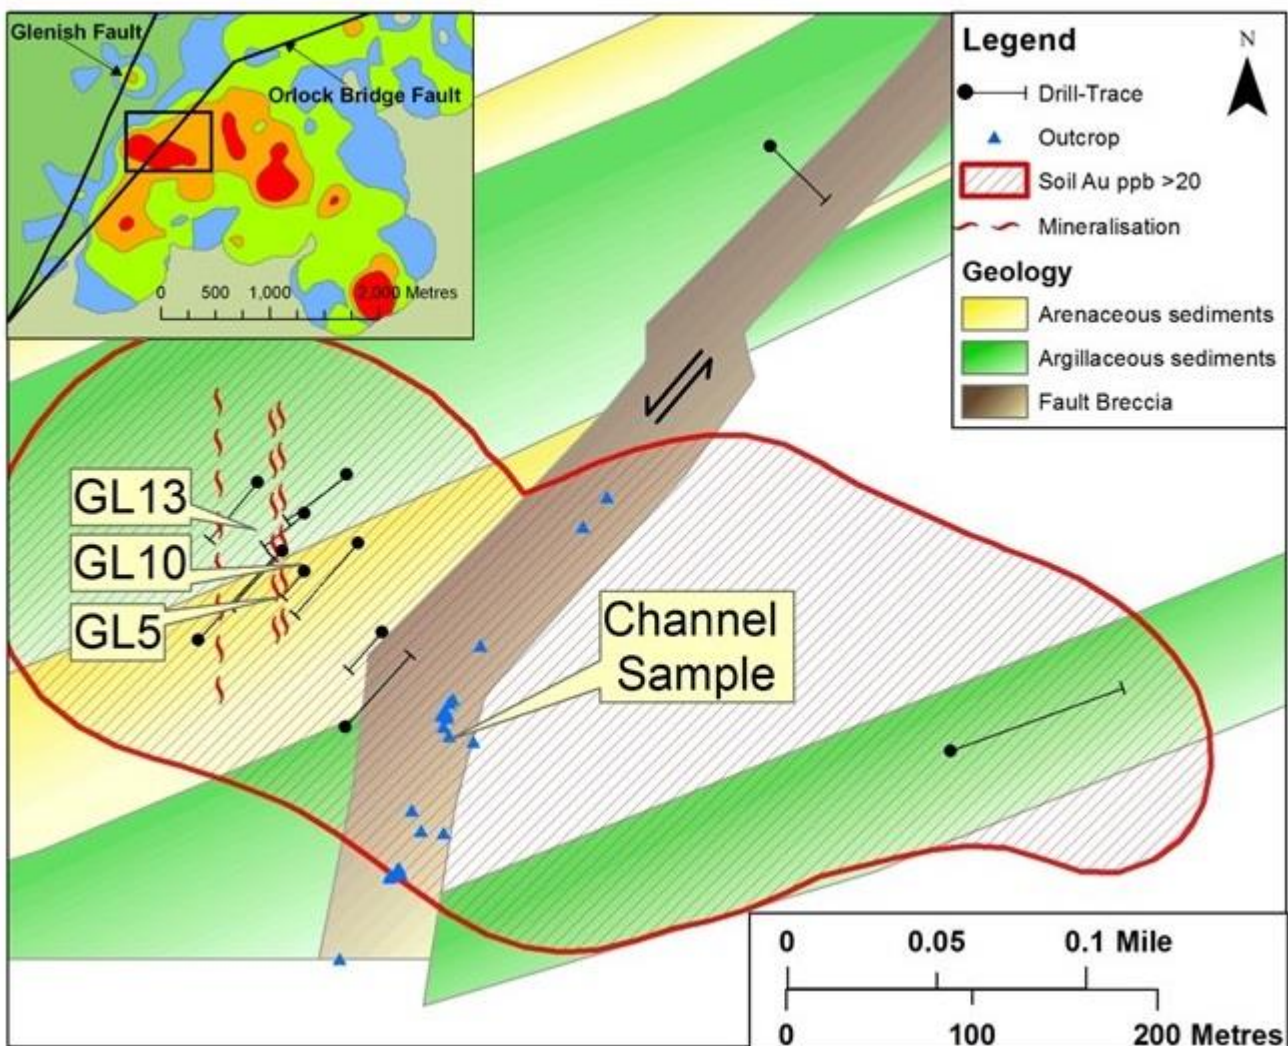 Glenish Fault
Orlock Bridge Fault
0 500 1,000 2,000 Metres
Legend
N
Drill-Trace
Outcrop
Soil Au ppb >20
Mineralisation
Geology
Arenaceous sediments
Argillaceous sediments
Fault Breccia
GL13
GL10
GL5
Channel
Sample
0 0.05 0.1 Mile
0 100 200 Metres